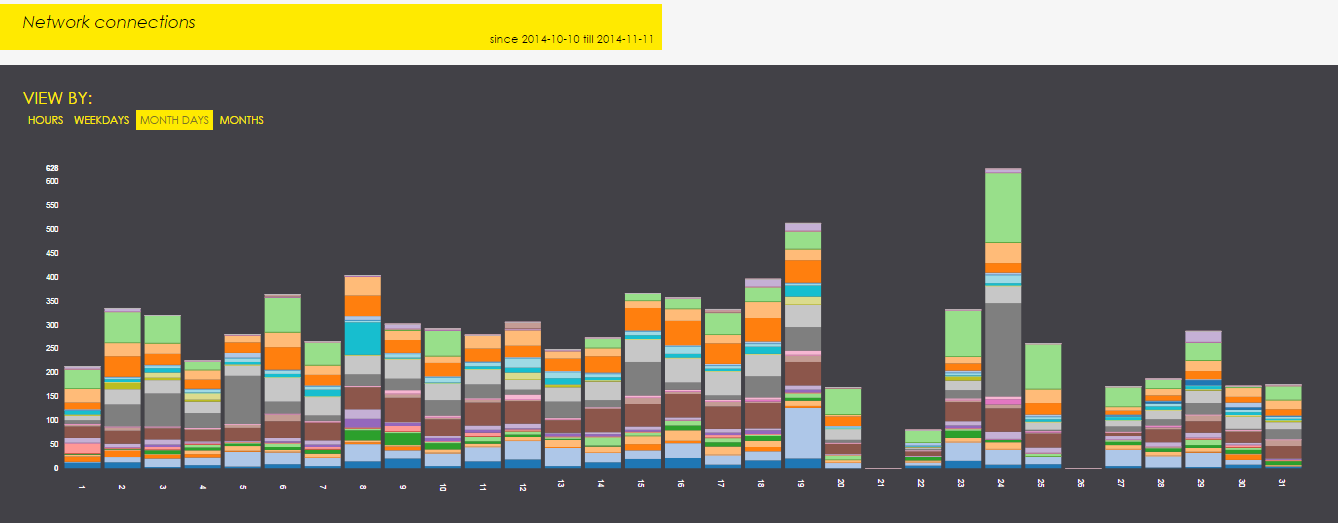 Network connections
since 2014-10-10 till 2014-11-11
VIEW BY:
HOURS WEEKDAYS MONTH DAYS MONTHS
628
600
550
500
450
400
350
300
250
200
150
100
50
0
1 2 3 4 5 6 7 8 9 10 11 12 13 14 15 16 17 18 19 20 21 22 23 24 25 26 27 28 29 30 31